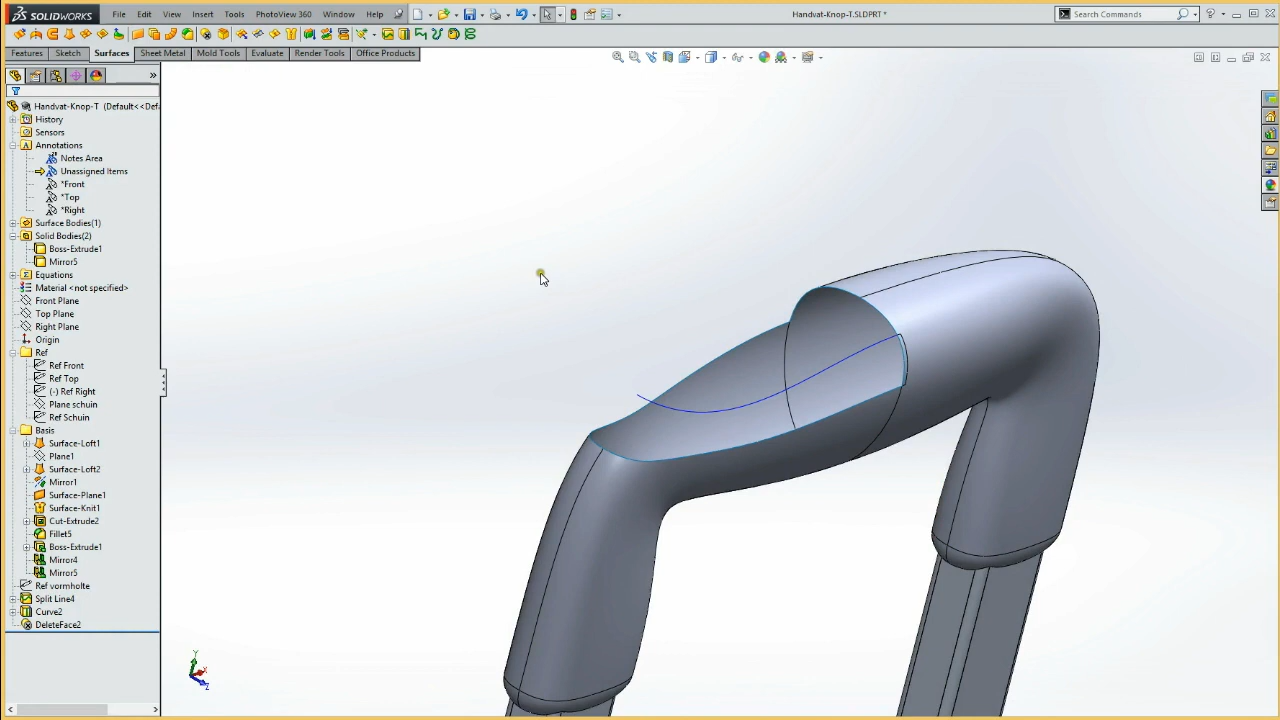 SOLIDWORKS File Edit View Insert Tools PhotoView 360 Window Help Handvat-Knop-T.SLDPRT * Search Commands
Features Sketch Surfaces Sheet Metal Mold Tools Evaluate Render Tools Office Products
Handvat-Knop-T (Default<<Def
History
Sensors
Annotations
Notes Area
Unassigned Items
*Front
*Top
*Right
Surface Bodies(1)
Solid Bodies(2)
Boss-Extrude1
Mirror5
Equations
Material <not specified>
Front Plane
Top Plane
Right Plane
Origin
Ref
Ref Front
Ref Top
(-) Ref Right
Plane schuin
Ref Schuin
Basis
Surface-Loft1
Plane1
Surface-Loft2
Mirror1
Surface-Plane1
Surface-Knit1
Cut-Extrude2
Fillet5
Boss-Extrude1
Mirror4
Mirror5
Ref vormholte
Split Line4
Curve2
DeleteFace2
Y
X
Z